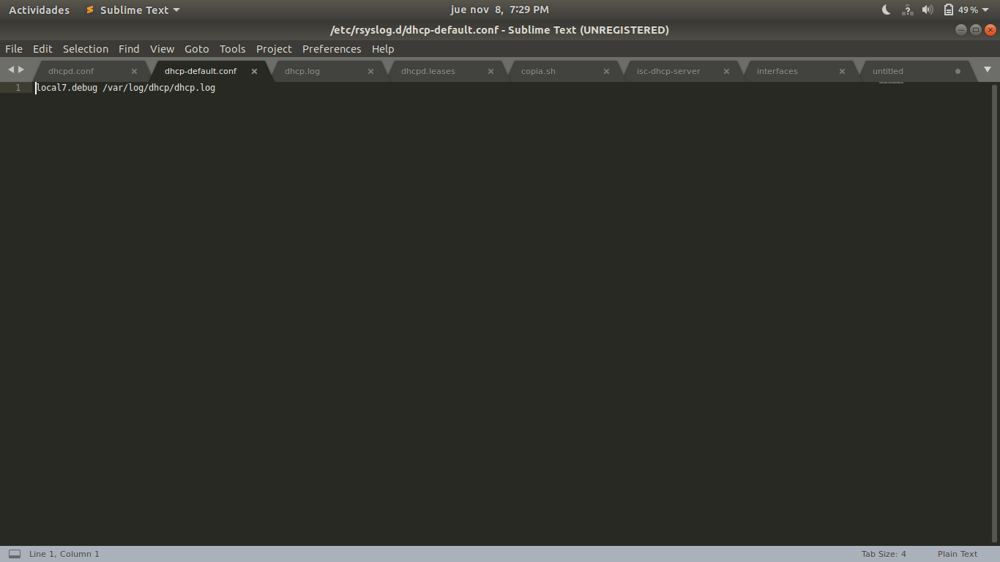 Actividades Sublime Text jue nov 8, 7:29 PM 49 %
/etc/rsyslog.d/dhcp-default.conf - Sublime Text (UNREGISTERED)
File Edit Selection Find View Goto Tools Project Preferences Help
dhcpd.conf dhcp-default.conf dhcp.log dhcpd.leases copia.sh isc-dhcp-server interfaces untitled
1 local7.debug /var/log/dhcp/dhcp.log
Line 1, Column 1 Tab Size: 4 Plain Text